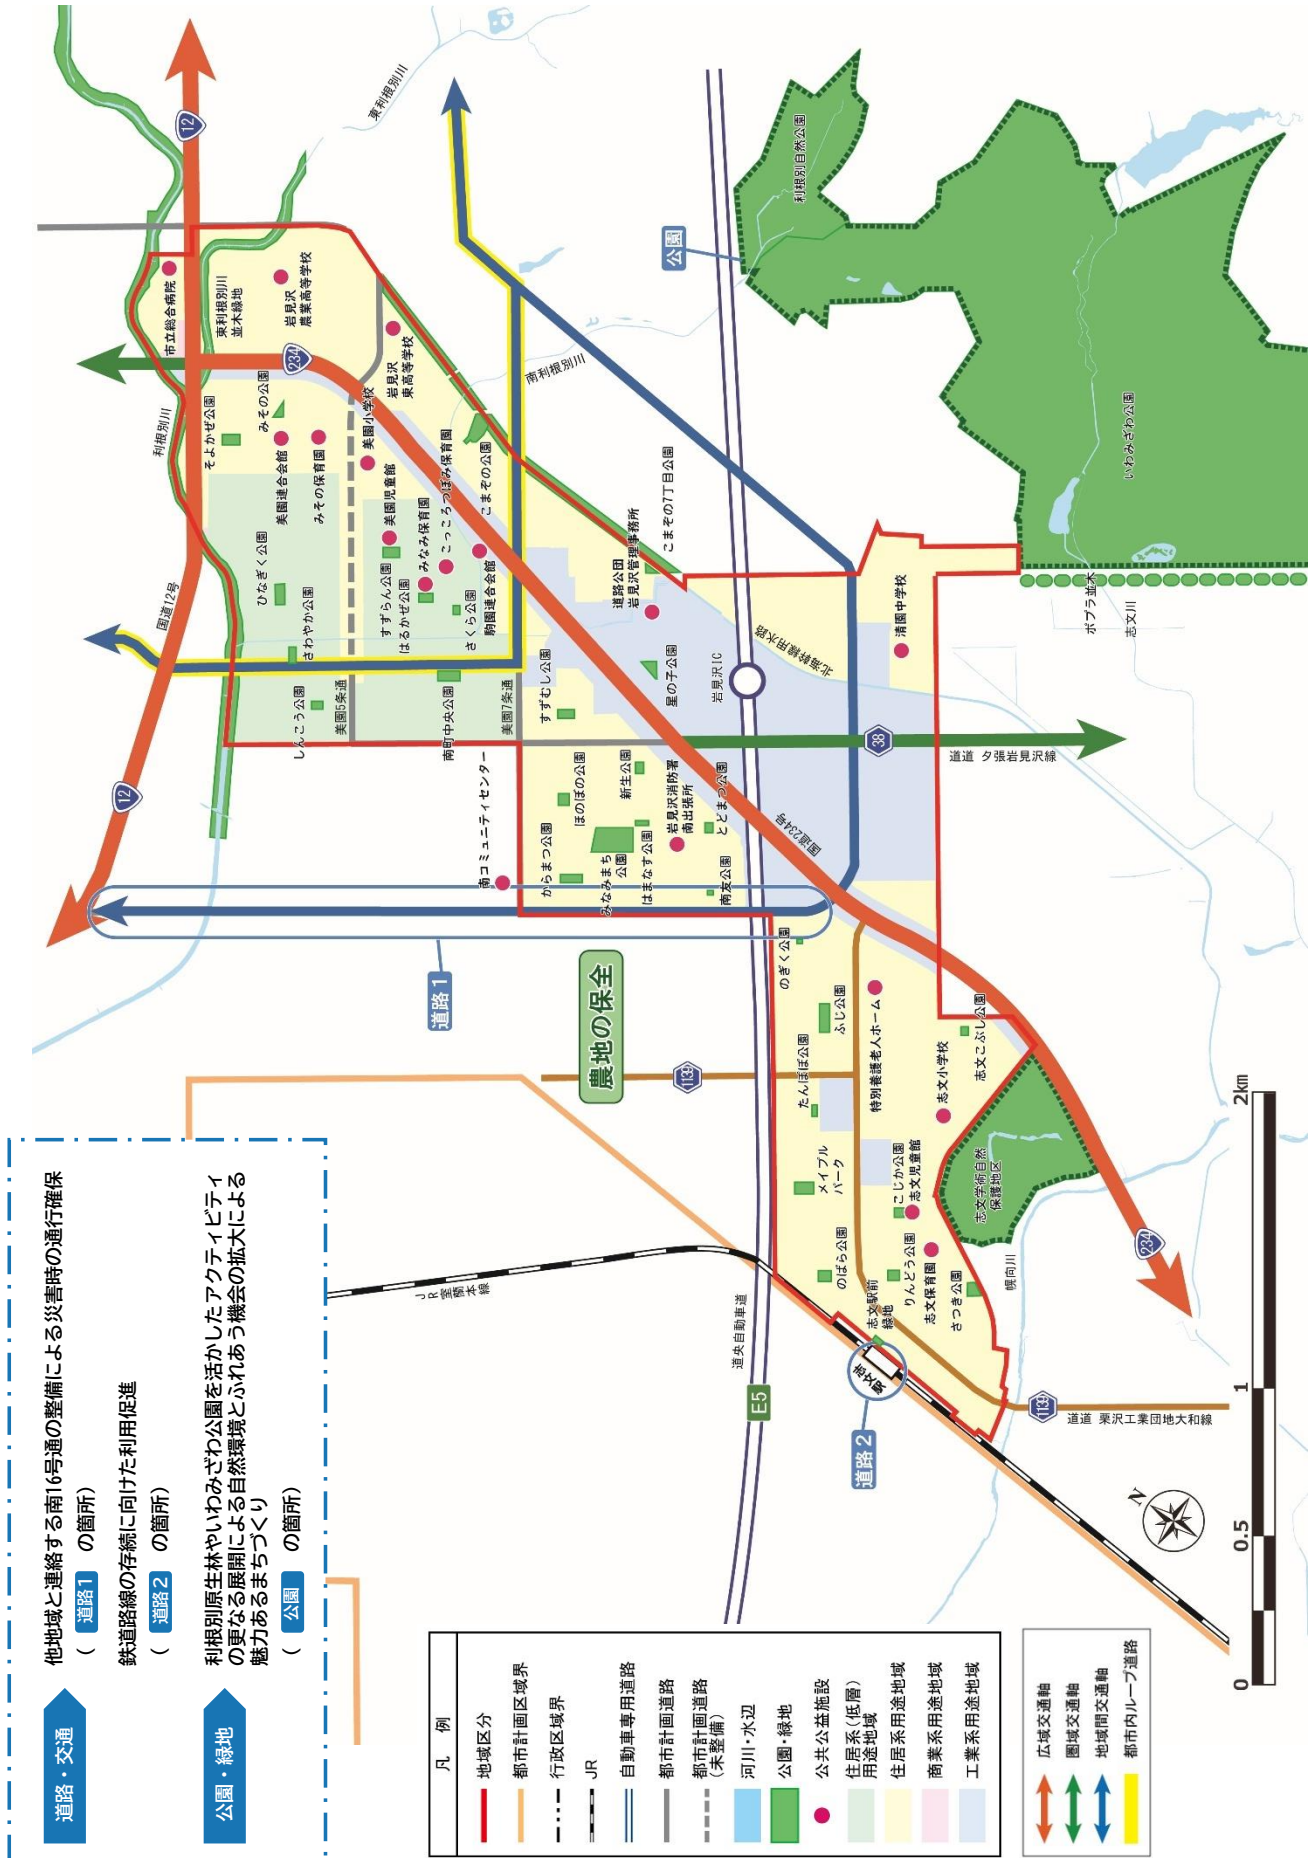 道路・交通
他地域と連絡する南16号通の整備による災害時の通行確保
( 道路1 の箇所)
鉄道路線の存続に向けた利用促進
( 道路2 の箇所)
公園・緑地
利根別原生林やいわみざわ公園を活かしたアクティビティ
の更なる展開による自然環境とふれあう機会の拡大による
魅力あるまちづくり
( 公園 の箇所)
凡 例
地域区分
都市計画区域界
行政区域界
JR
自動車専用道路
都市計画道路
都市計画道路
(未整備)
河川・水辺
公園・緑地
公共公益施設
住居系(低層)
用途地域
住居系用途地域
商業系用途地域
工業系用途地域
広域交通軸
圏域交通軸
地域間交通軸
都市内ループ道路
0
0.5
1
2km
N
12
12
国道12号
利根別川
東利根別川
市立総合病院
東利根別川
並木緑地
岩見沢
農業高等学校
234
岩見沢
東高等学校
そよかぜ公園
みその公園
美園連合会館
みその保育園
美園小学校
ひなぎく公園
さわやか公園
しんこう公園
美園5条通
美園児童館
すずらん公園
はるかぜ公園
みなみ保育園
こっころつぼみ保育園
こまぞの公園
さくら公園
駒園連合会館
南町中央公園
美園7条通
南利根別川
すずむし公園
道路公団
岩見沢管理事務所
こまぞの7丁目公園
星の子公園
岩見沢IC
北海幹線用水路
清園中学校
公園
利根別自然公園
いわみざわ公園
ポプラ並木
志文川
38
道道 夕張岩見沢線
南コミュニティセンター
からまつ公園
ほのぼの公園
新生公園
みなみまち
公園
はまなす公園
岩見沢消防署
南出張所
とどまつ公園
南友公園
国道234号
道路1
農地の保全
1139
のぎく公園
ふじ公園
たんぽぽ公園
特別養護老人ホーム
メイプル
パーク
志文小学校
志文こぶし公園
こじか公園
志文児童館
志文学術自然
保護地区
のばら公園
りんどう公園
志文保育園
さつき公園
志文駅前
緑地
志文駅
道路2
幌向川
234
1139
道道 栗沢工業団地大和線
JR室蘭本線
道央自動車道
E5